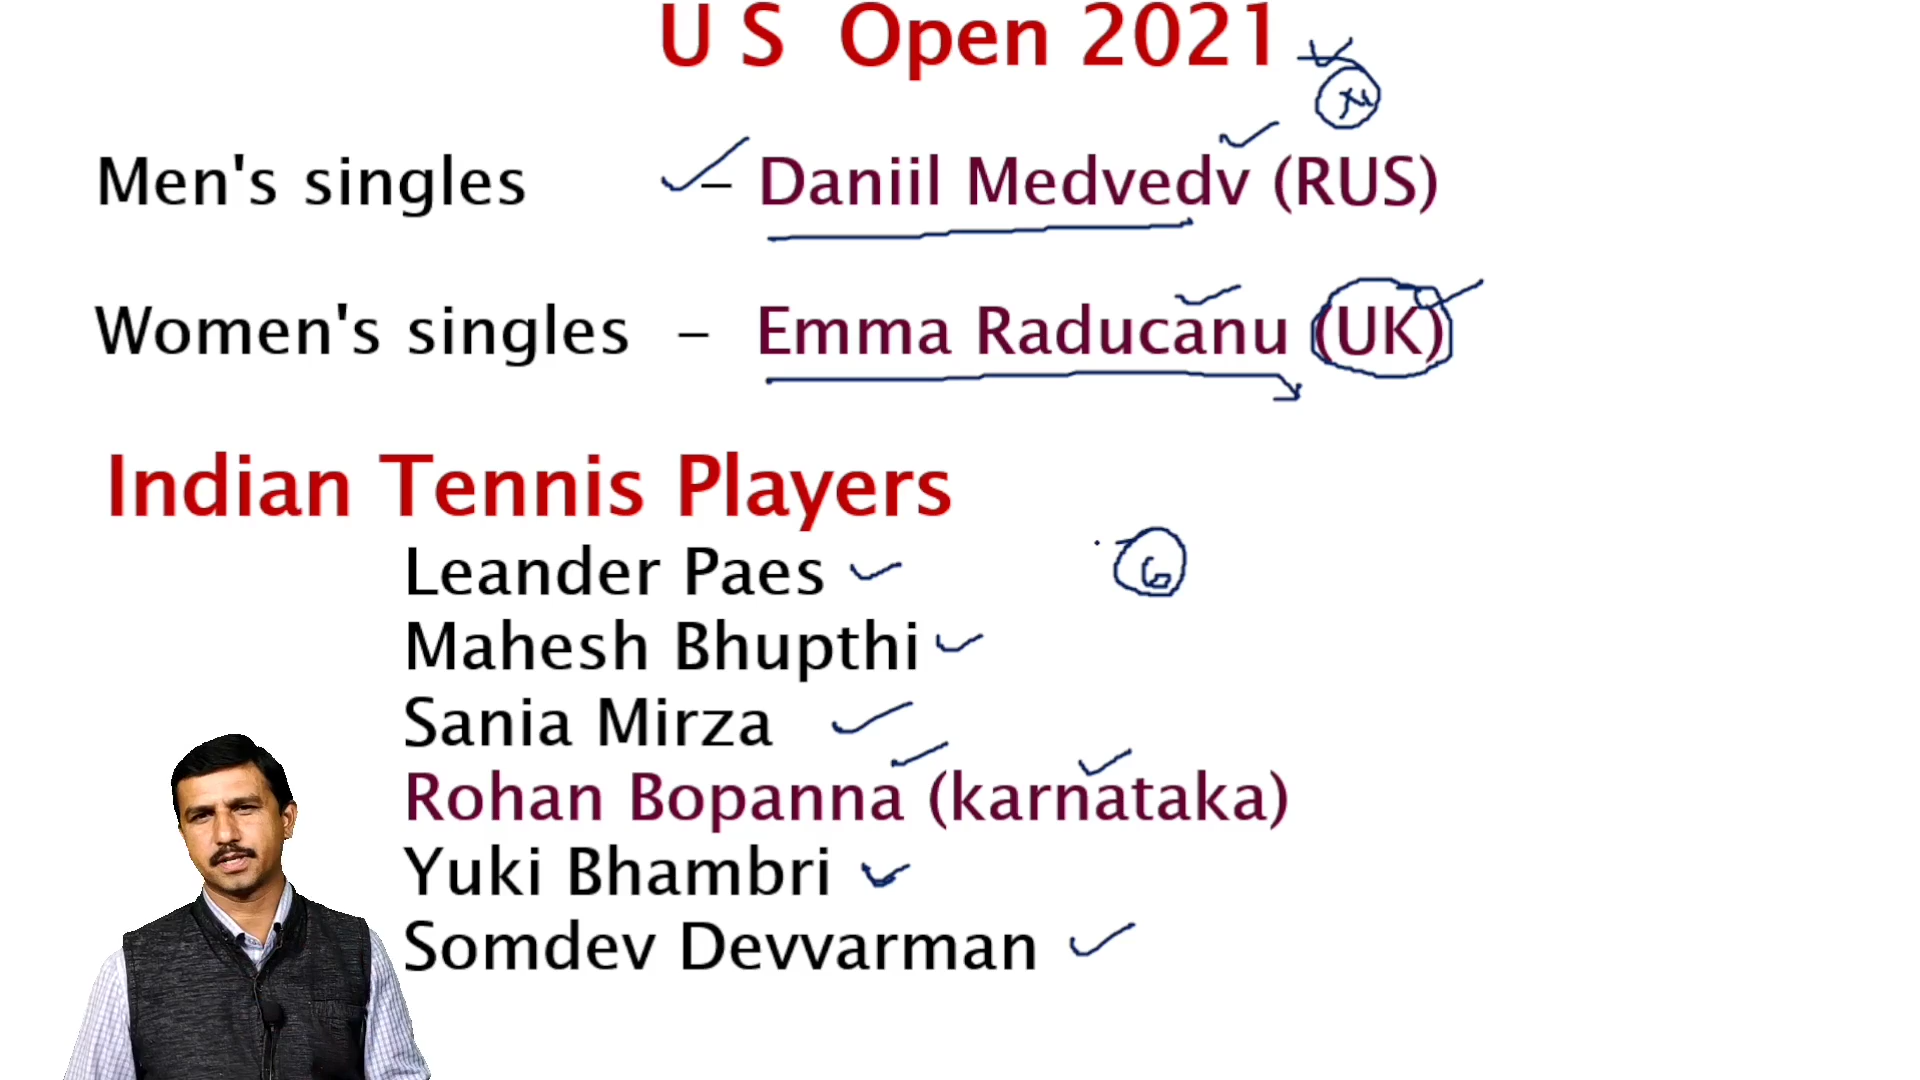 U S Open 2021
Men's singles – Daniil Medvedv (RUS)
Women's singles – Emma Raducanu (UK)
Indian Tennis Players
Leander Paes
Mahesh Bhupthi
Sania Mirza
Rohan Bopanna (karnataka)
Yuki Bhambri
Somdev Devvarman